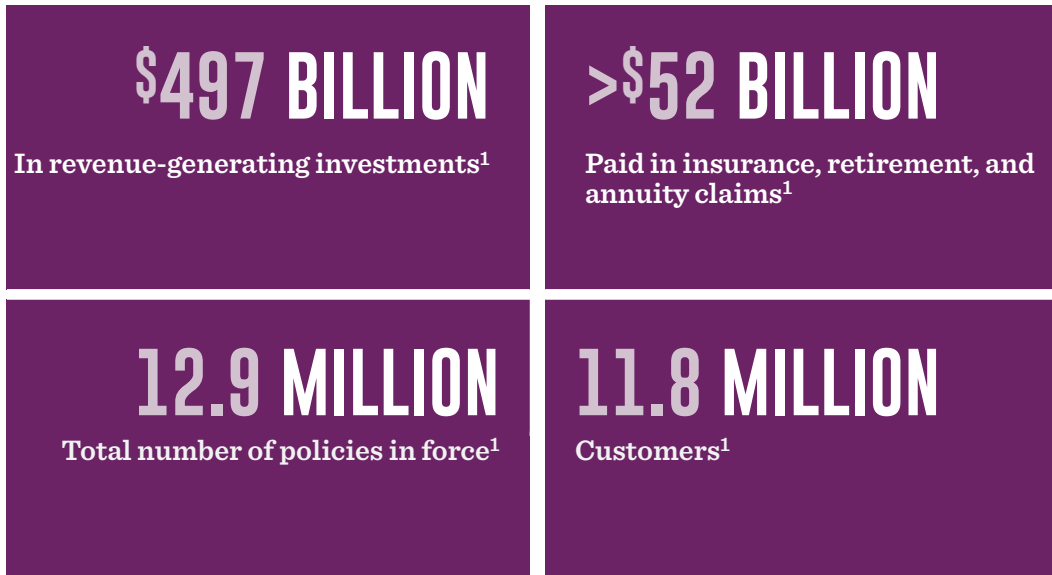 $497 BILLION
In revenue-generating investments¹
>$52 BILLION
Paid in insurance, retirement, and
annuity claims¹
12.9 MILLION
Total number of policies in force¹
11.8 MILLION
Customers¹